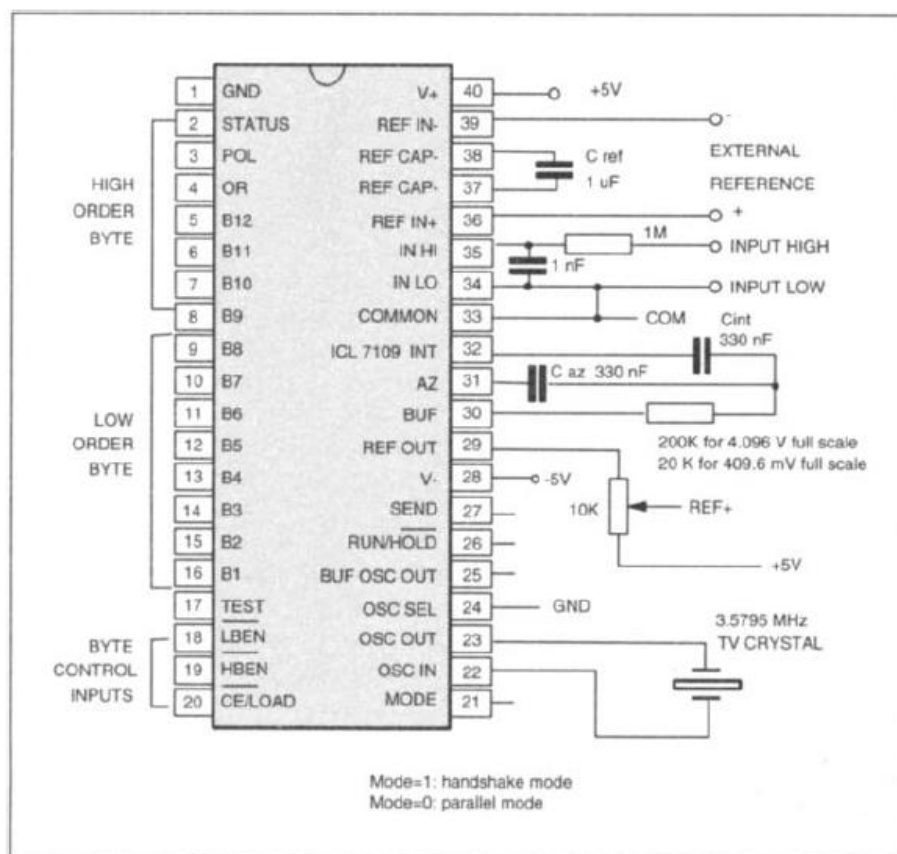 1 GND V+ 40 +5V
2 STATUS REF IN- 39 -
3 POL REF CAP- 38 C ref
EXTERNAL
4 OR REF CAP- 37 1 uF
REFERENCE
HIGH
ORDER
BYTE
5 B12 REF IN+ 36 +
6 B11 IN HI 35 1M INPUT HIGH
1 nF
7 B10 IN LO 34 INPUT LOW
8 B9 COMMON 33 COM
9 B8 ICL 7109 INT 32 Cint
330 nF
10 B7 AZ 31 C az 330 nF
11 B6 BUF 30
LOW
ORDER
BYTE
200K for 4.096 V full scale
20 K for 409.6 mV full scale
12 B5 REF OUT 29
13 B4 V- 28 -5V
14 B3 SEND 27 10K REF+
15 B2 RUN/HOLD 26
16 B1 BUF OSC OUT 25 +5V
17 TEST OSC SEL 24 GND
18 LBEN OSC OUT 23 3.5795 MHz
TV CRYSTAL
BYTE
CONTROL
INPUTS
19 HBEN OSC IN 22
20 CE/LOAD MODE 21
Mode=1: handshake mode
Mode=0: parallel mode